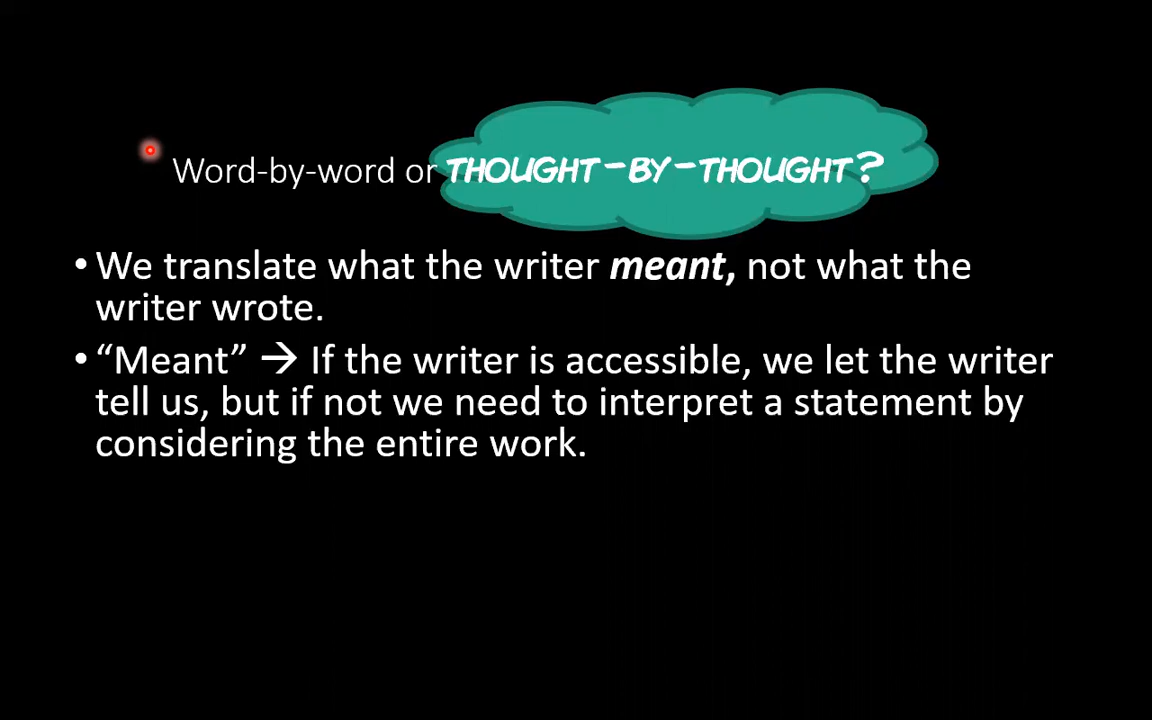 Word-by-word or THOUGHT-BY-THOUGHT?
• We translate what the writer meant, not what the
writer wrote.
• “Meant” → If the writer is accessible, we let the writer
tell us, but if not we need to interpret a statement by
considering the entire work.